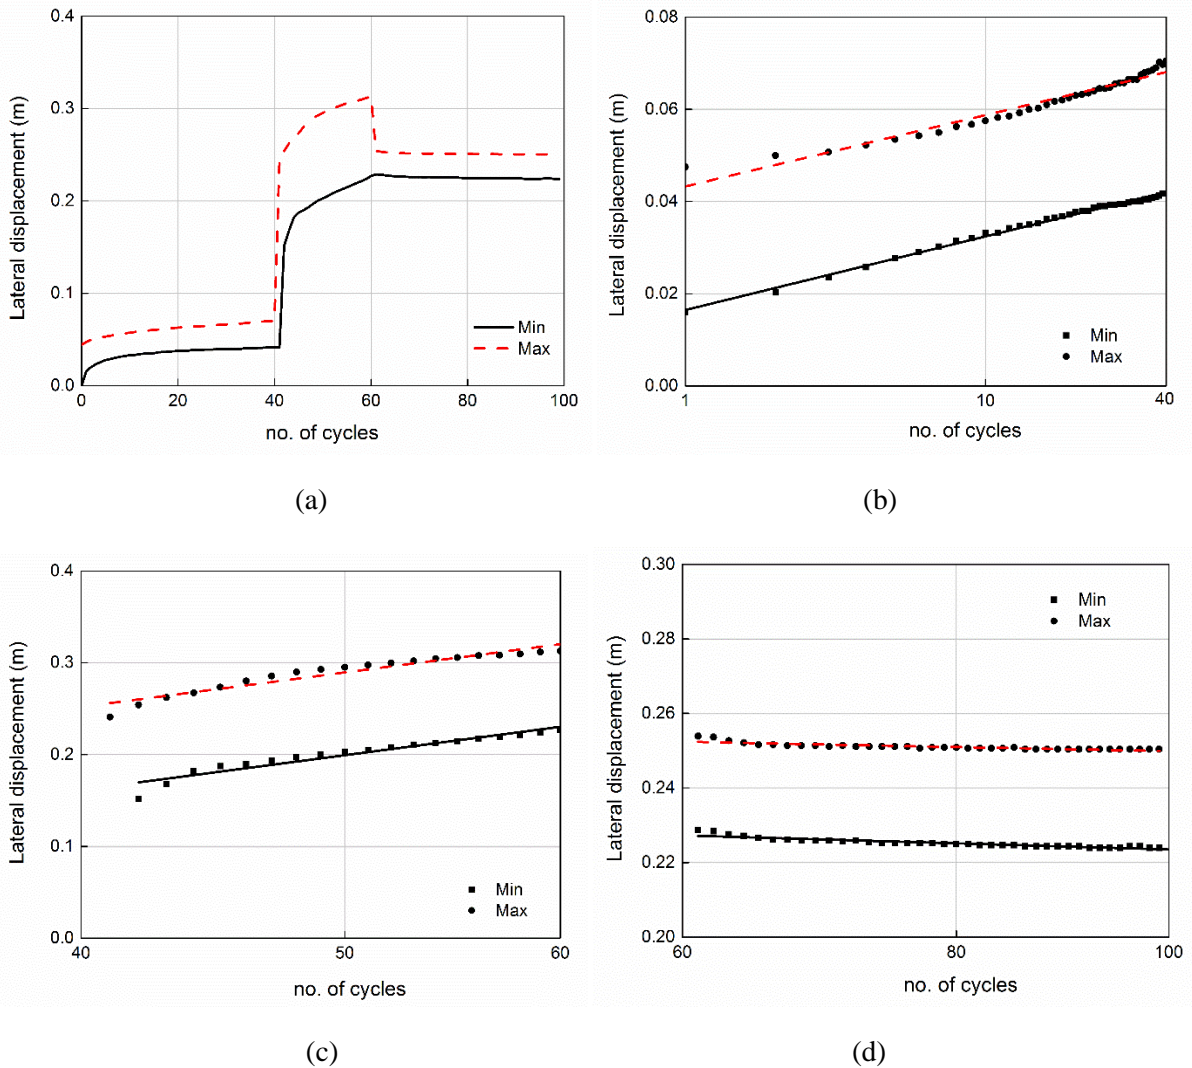 0.4
0.3
0.2
0.1
0.0
Lateral displacement (m)
Min
Max
0 20 40 60 80 100
no. of cycles
(a)
0.08
0.06
0.04
0.02
0.00
Lateral displacement (m)
Min
Max
1 10 40
no. of cycles
(b)
0.4
0.3
0.2
0.1
0.0
Lateral displacement (m)
Min
Max
40 50 60
no. of cycles
(c)
0.30
0.28
0.26
0.24
0.22
0.20
Lateral displacement (m)
Min
Max
60 80 100
no. of cycles
(d)